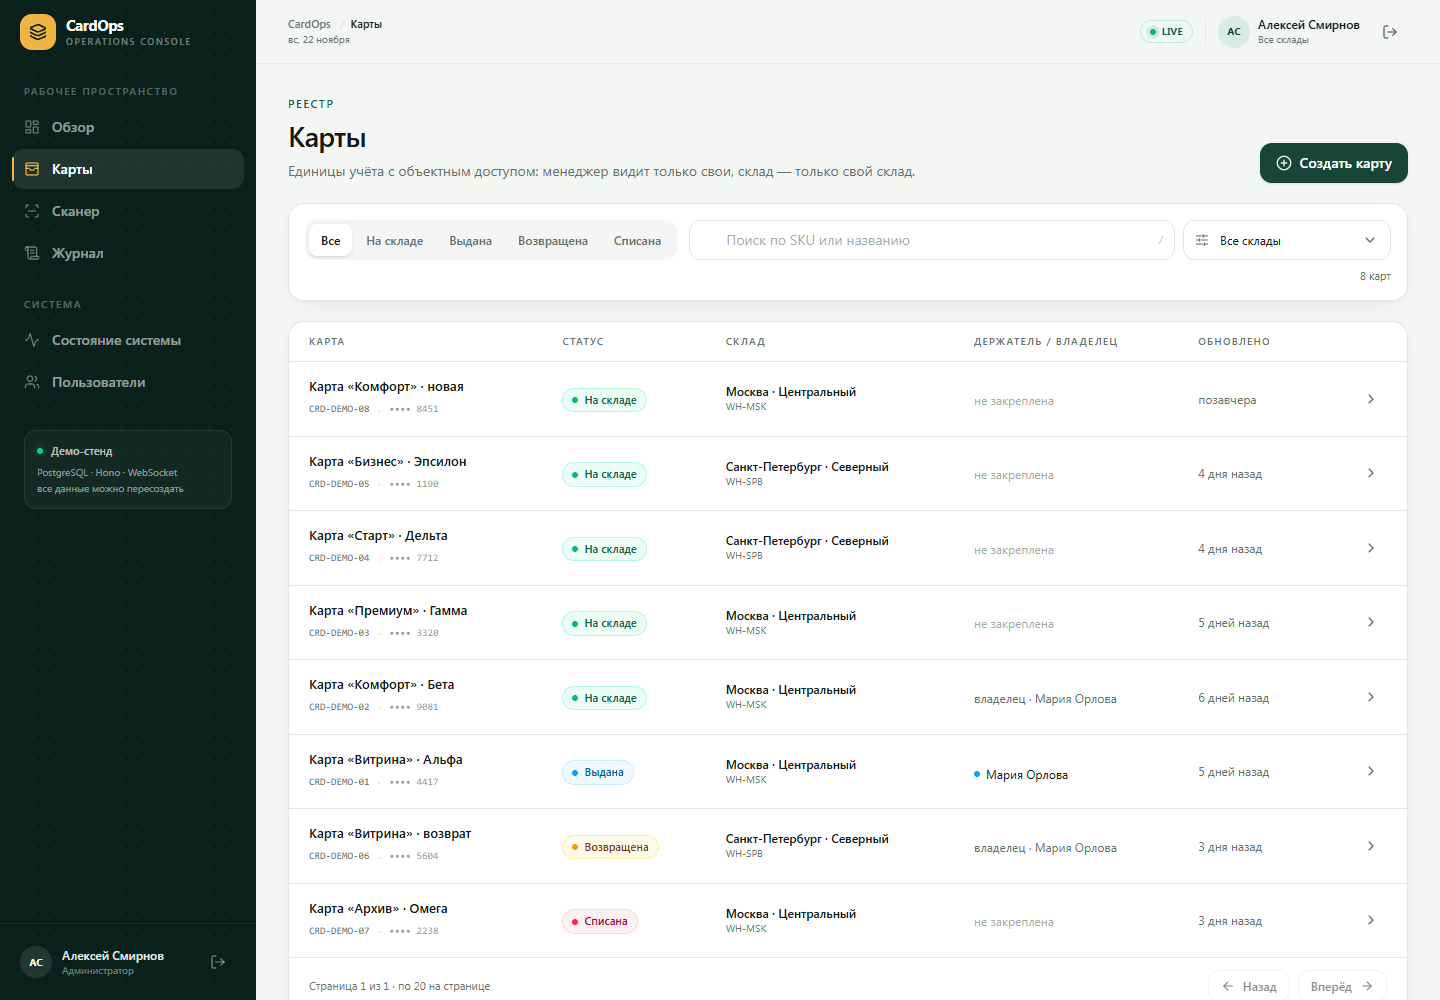 CardOps
OPERATIONS CONSOLE
РАБОЧЕЕ ПРОСТРАНСТВО
Обзор
Карты
Сканер
Журнал
СИСТЕМА
Состояние системы
Пользователи
Демо-стенд
PostgreSQL · Hono · WebSocket
все данные можно пересоздать
АС Алексей Смирнов
Администратор
CardOps / Карты
вс, 22 ноября
LIVE
АС Алексей Смирнов
Все склады
РЕЕСТР
Карты
Единицы учёта с объектным доступом: менеджер видит только свои, склад — только свой склад.
Создать карту
Все На складе Выдана Возвращена Списана
Поиск по SKU или названию /
Все склады
8 карт
КАРТА СТАТУС СКЛАД ДЕРЖАТЕЛЬ / ВЛАДЕЛЕЦ ОБНОВЛЕНО
Карта «Комфорт» · новая
CRD-DEMO-08 · •••• 8451
На складе
Москва · Центральный
WH-MSK
не закреплена
позавчера
Карта «Бизнес» · Эпсилон
CRD-DEMO-05 · •••• 1190
На складе
Санкт-Петербург · Северный
WH-SPB
не закреплена
4 дня назад
Карта «Старт» · Дельта
CRD-DEMO-04 · •••• 7712
На складе
Санкт-Петербург · Северный
WH-SPB
не закреплена
4 дня назад
Карта «Премиум» · Гамма
CRD-DEMO-03 · •••• 3320
На складе
Москва · Центральный
WH-MSK
не закреплена
5 дней назад
Карта «Комфорт» · Бета
CRD-DEMO-02 · •••• 9081
На складе
Москва · Центральный
WH-MSK
владелец · Мария Орлова
6 дней назад
Карта «Витрина» · Альфа
CRD-DEMO-01 · •••• 4417
Выдана
Москва · Центральный
WH-MSK
Мария Орлова
5 дней назад
Карта «Витрина» · возврат
CRD-DEMO-06 · •••• 5604
Возвращена
Санкт-Петербург · Северный
WH-SPB
владелец · Мария Орлова
3 дня назад
Карта «Архив» · Омега
CRD-DEMO-07 · •••• 2238
Списана
Москва · Центральный
WH-MSK
не закреплена
3 дня назад
Страница 1 из 1 · по 20 на странице
Назад
Вперёд